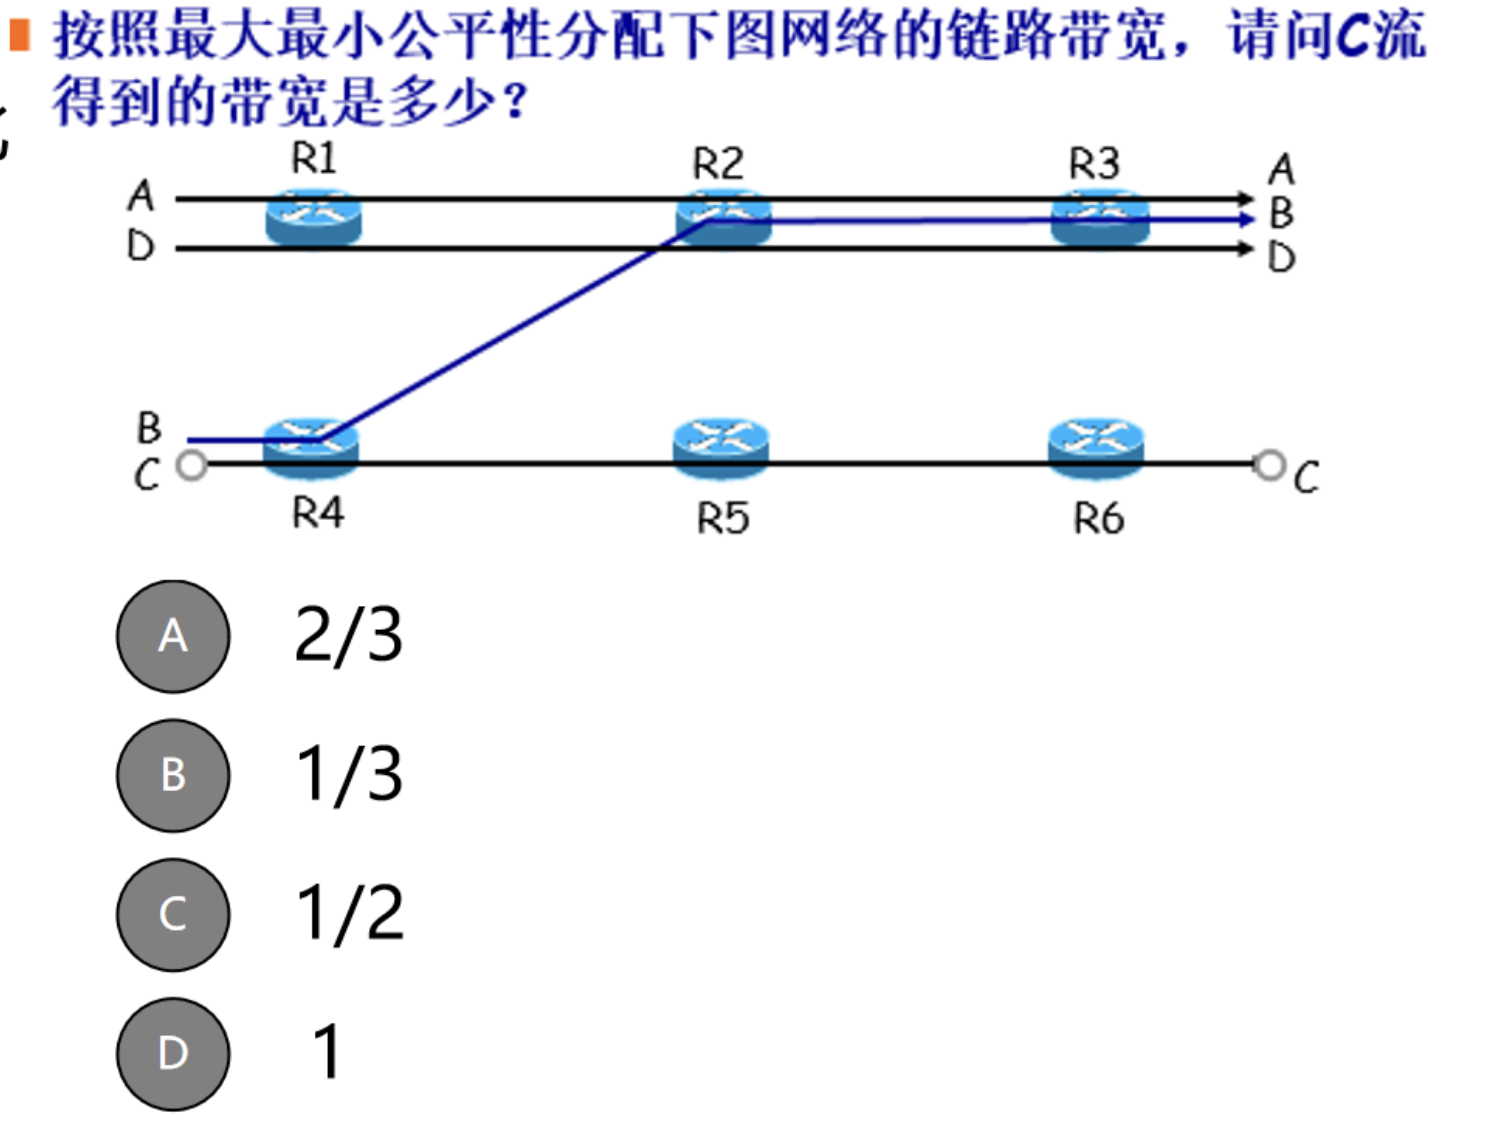 按照最大最小公平性分配下图网络的链路带宽，请问C流
得到的带宽是多少？
R1 R2 R3
A A
B
D D
B
C C
R4 R5 R6
A 2/3
B 1/3
C 1/2
D 1